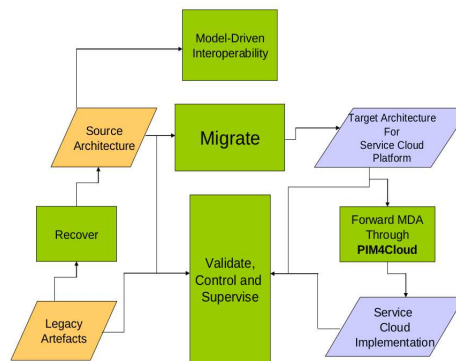 Model-Driven
Interoperability
Source
Architecture
Migrate
Target Architecture
For
Service Cloud
Platform
Recover
Validate,
Control and
Supervise
Forward MDA
Through
PIM4Cloud
Legacy
Artefacts
Service
Cloud
Implementation